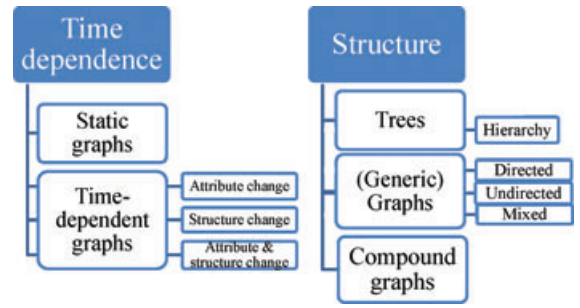 Time
dependence
Static
graphs
Time-
dependent
graphs
Attribute change
Structure change
Attribute &
structure change
Structure
Trees
Hierarchy
(Generic)
Graphs
Directed
Undirected
Mixed
Compound
graphs